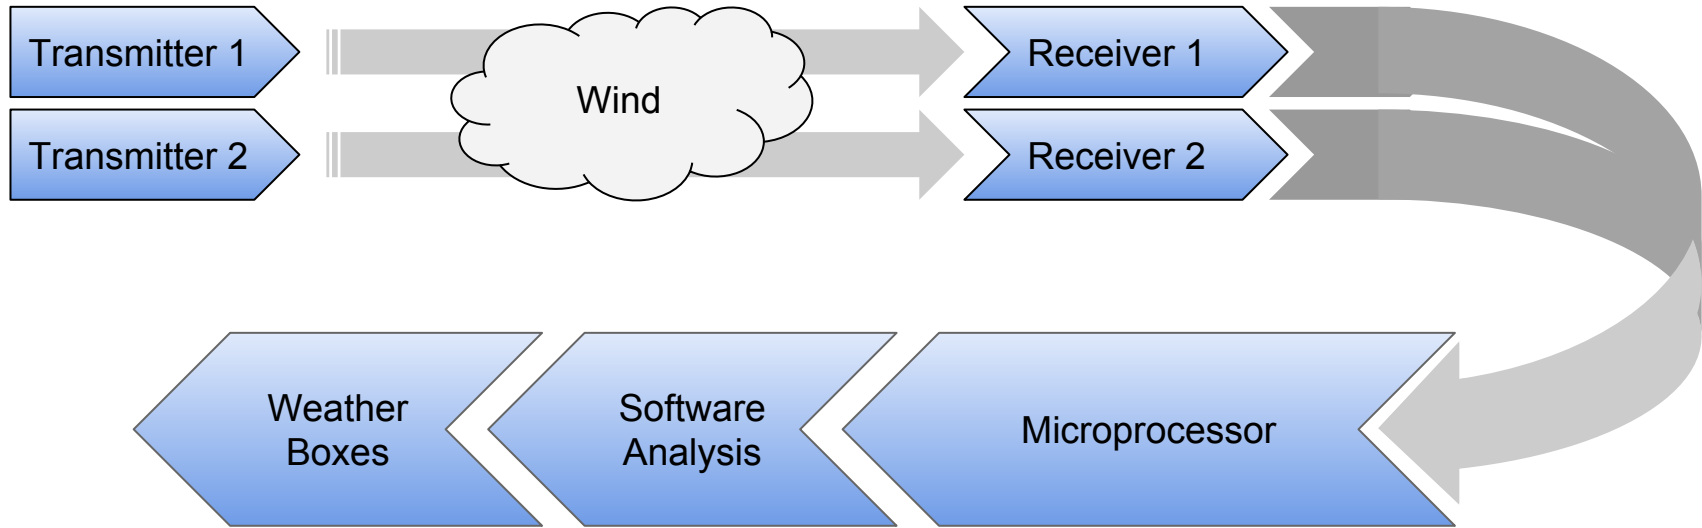 Transmitter 1
Wind
Receiver 1
Transmitter 2
Receiver 2
Weather
Boxes
Software
Analysis
Microprocessor